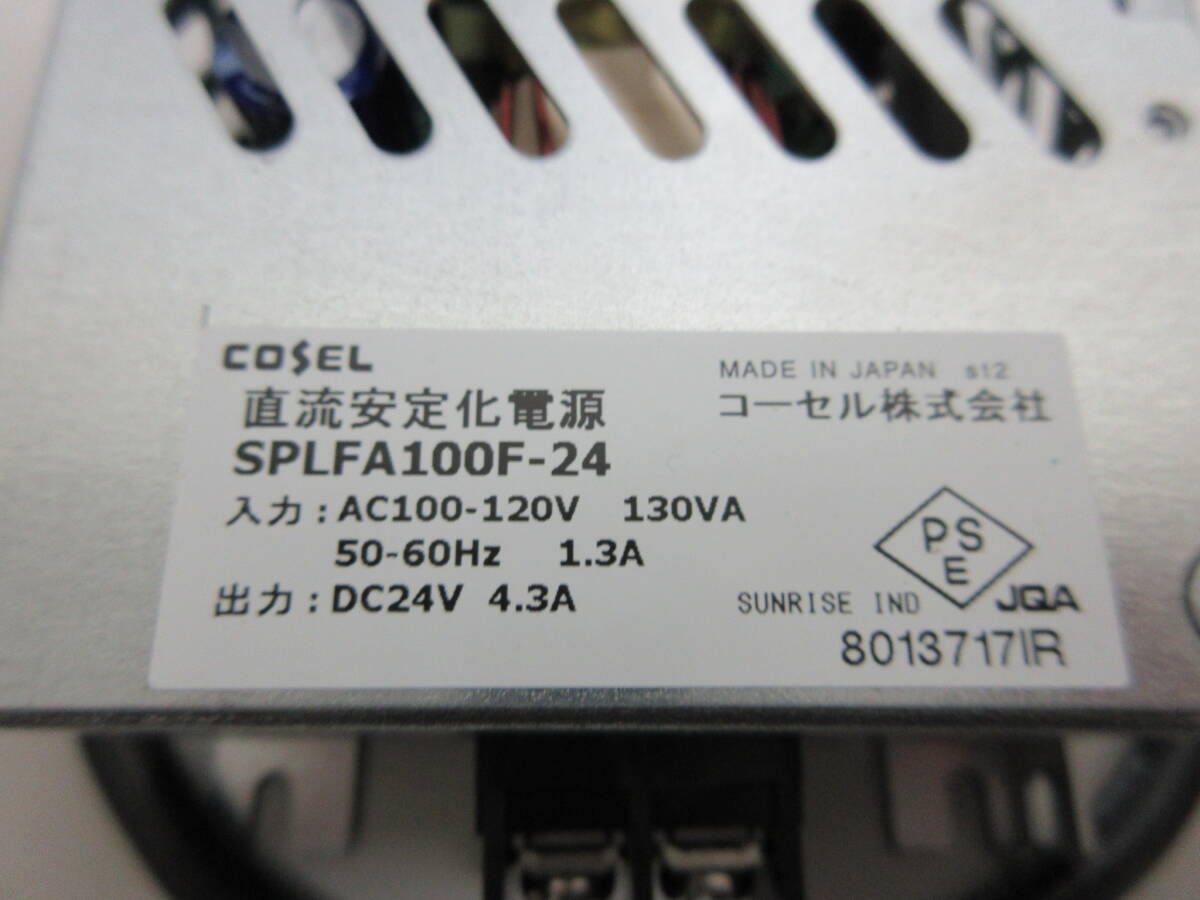 COSEL
MADE IN JAPAN st2
直流安定化電源
コーセル株式会社
SPLFA100F-24
入力：AC100-120V 130VA
50-60Hz 1.3A
出力：DC24V 4.3A
PS
E
SUNRISE IND
JQA
8013717IR